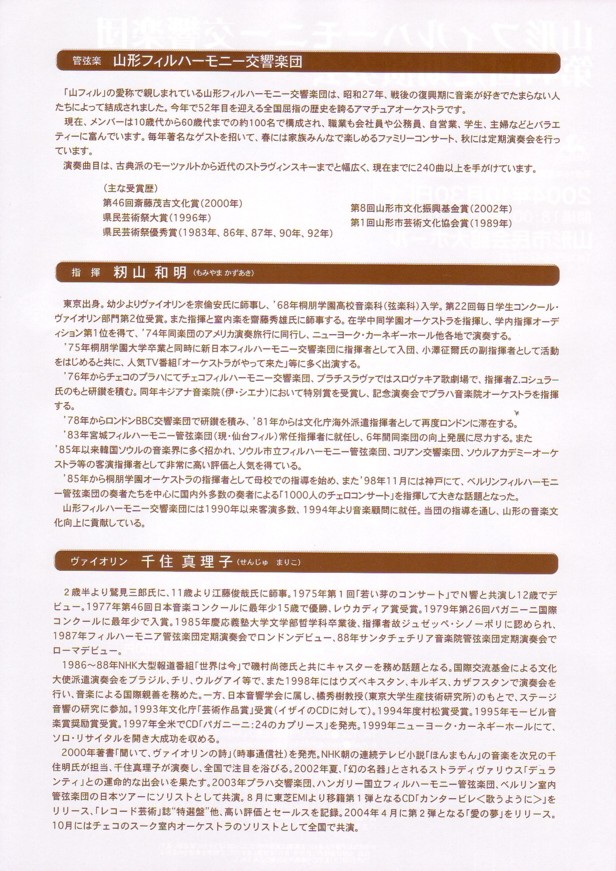 管弦楽 山形フィルハーモニー交響楽団
「山フィル」の愛称で親しまれている山形フィルハーモニー交響楽団は、昭和27年、戦後の復興期に音楽が好きでたまらない人
たちによって結成されました。今年で52年目を迎える全国屈指の歴史を誇るアマチュアオーケストラです。
現在、メンバーは10歳代から60歳代までの約100名で構成され、職業も会社員や公務員、自営業、学生、主婦などとバラエ
ティーに富んでいます。毎年著名なゲストを招いて、春には家族みんなで楽しめるファミリーコンサート、秋には定期演奏会を行っ
ています。
演奏曲目は、古典派のモーツァルトから近代のストラヴィンスキーまでと幅広く、現在までに240曲以上を手がけています。
（主な受賞歴）
第46回斎藤茂吉文化賞（2000年）
県民芸術祭大賞（1996年）
県民芸術祭優秀賞（1983年、86年、87年、90年、92年）
第8回山形市文化振興基金賞（2002年）
第1回山形市芸術文化協会賞（1989年）
指 揮 籾山 和明（もみやま かずあき）
東京出身。幼少よりヴァイオリンを宗倫安氏に師事し、’68年桐朋学園高校音楽科（弦楽科）入学。第22回毎日学生コンクール・
ヴァイオリン部門第2位受賞。また指揮と室内楽を齋藤秀雄氏に師事する。在学中同学園オーケストラを指揮し、学内指揮オーデ
ィション第1位を得て、’74年同楽団のアメリカ演奏旅行に同行し、ニューヨーク・カーネギーホール他各地で演奏する。
’75年桐朋学園大学卒業と同時に新日本フィルハーモニー交響楽団に指揮者として入団、小澤征爾氏の副指揮者として活動
をはじめると共に、人気TV番組「オーケストラがやって来た」等に多く出演する。
’76年からチェコのプラハにてチェコフィルハーモニー交響楽団、ブラチスラヴァではスロヴァキア歌劇場で、指揮者Z.コシュラー
氏のもと研讃を積む。同年キジアナ音楽院（伊・シエナ）において特別賞を受賞し、記念演奏会でプラハ音楽院オーケストラを指揮
する。
’78年からロンドンBBC交響楽団で研讃を積み、’81年からは文化庁海外派遣指揮者として再度ロンドンに滞在する。
’83年宮城フィルハーモニー管弦楽団（現・仙台フィル）常任指揮者に就任し、6年間同楽団の向上発展に尽力する。また
’85年以来韓国ソウルの音楽界に多く招かれ、ソウル市立フィルハーモニー管弦楽団、コリアン交響楽団、ソウルアカデミーオーケ
ストラ等の客演指揮者として非常に高い評価と人気を得ている。
’85年から桐朋学園オーケストラの指揮者として母校での指導を始め、また’98年11月には神戸にて、ベルリンフィルハーモニ
ー管弦楽団の奏者たちを中心に国内外多数の奏者による「1000人のチェロコンサート」を指揮して大きな話題となった。
山形フィルハーモニー交響楽団には1990年以来客演多数、1994年より音楽顧問に就任。当団の指導を通し、山形の音楽文
化向上に貢献している。
ヴァイオリン 千住 真理子（せんじゅ まりこ）
２歳半より鷲見三郎氏に、11歳より江藤俊哉氏に師事。1975年第１回「若い芽のコンサート」でＮ響と共演し12歳でデ
ビュー。1977年第46回日本音楽コンクールに最年少15歳で優勝、レウカディア賞受賞。1979年第26回パガニーニ国際
コンクールに最年少で入賞。1985年慶応義塾大学文学部哲学科卒業後、指揮者故ジュゼッペ・シノーポリに認められ、
1987年フィルハーモニア管弦楽団定期演奏会でロンドンデビュー、88年サンタチェチリア音楽院管弦楽団定期演奏会で
ローマデビュー。
1986〜88年NHK大型報道番組「世界は今」で磯村尚徳氏と共にキャスターを務め話題となる。国際交流基金による文化
大使派遣演奏会をブラジル、チリ、ウルグアイ等で、また1998年にはウズベキスタン、キルギス、カザフスタンで演奏会を
行い、音楽による国際親善を務めた。一方、日本音響学会に属し、橘秀樹教授（東京大学生産技術研究所）のもとで、ステージ
音響の研究に参加。1993年文化庁「芸術作品賞」受賞（イザイのCDに対して）。1994年度村松賞受賞。1995年モービル音
楽賞奨励賞受賞。1997年全米でCD「パガニーニ：24のカプリース」を発売。1999年ニューヨーク・カーネギーホールにて、
ソロ・リサイタルを開き大成功を収める。
2000年著書「聞いて、ヴァイオリンの詩」（時事通信社）を発売。NHK朝の連続テレビ小説「ほんまもん」の音楽を次兄の千
住明氏が担当、千住真理子が演奏し、全国で注目を浴びる。2002年夏、「幻の名器」とされるストラディヴァリウス「デュラ
ンティ」との運命的な出会いを果たす。2003年プラハ交響楽団、ハンガリー国立フィルハーモニー管弦楽団、ベルリン室内
管弦楽団の日本ツアーにソリストとして共演。８月に東芝EMIより移籍第１弾となるCD「カンタービレ＜歌うように＞」を
リリース、「レコード芸術」誌“特選盤”他、高い評価とセールスを記録。2004年４月第２弾となる「愛の夢」をリリース。
10月にはチェコのスーク室内オーケストラのソリストとして全国で共演。